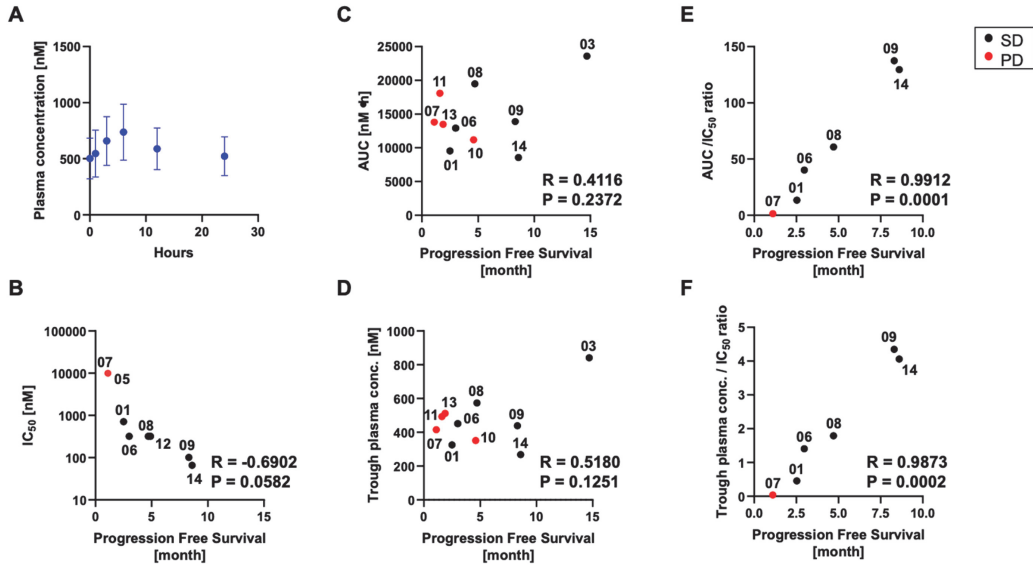 A
Plasma concentration [nM]
1500
1000
500
0
0 10 20 30
Hours
B
IC50 [nM]
100000
10000
1000
100
10
07
05
01
06
08
12
09
14
R = -0.6902
P = 0.0582
0 5 10 15
Progression Free Survival
[month]
C
AUC [nM•h]
25000
20000
15000
10000
5000
0
03
08
11
07 13 06
09
01
10
14
R = 0.4116
P = 0.2372
0 5 10 15
Progression Free Survival
[month]
D
Trough plasma conc. [nM]
1000
800
600
400
200
0
03
08
13
11
06
09
07
10
01
14
R = 0.5180
P = 0.1251
0 5 10 15
Progression Free Survival
[month]
E
AUC /IC50 ratio
150
100
50
0
09
14
08
06
01
07
R = 0.9912
P = 0.0001
0.0 2.5 5.0 7.5 10.0
Progression Free Survival
[month]
F
Trough plasma conc. / IC50 ratio
5
4
3
2
1
0
09
14
08
06
01
07
R = 0.9873
P = 0.0002
0.0 2.5 5.0 7.5 10.0
Progression Free Survival
[month]
SD
PD